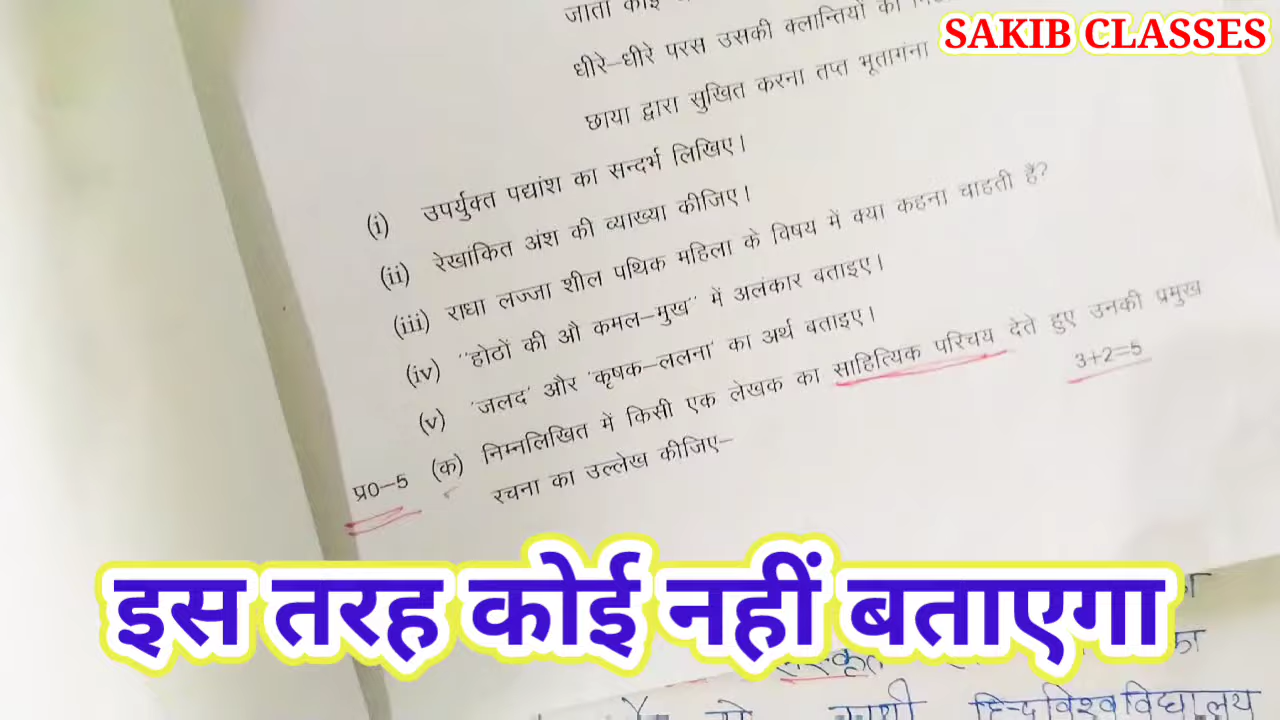 SAKIB CLASSES
जाता कोई
धीरे–धीरे परस उसकी क्लान्तियों को
छाया द्वारा सुखित करना तप्त भूतागंना
(i) उपर्युक्त पद्यांश का सन्दर्भ लिखिए।
(ii) रेखांकित अंश की व्याख्या कीजिए।
(iii) राधा लज्जा शील पथिक महिला के विषय में क्या कहना चाहती हैं?
(iv) ''होठों की औ कमल–मुख'' में अलंकार बताइए।
(v) 'जलद' और 'कृषक–ललना' का अर्थ बताइए।
प्र0–5 (क) निम्नलिखित में किसी एक लेखक का साहित्यिक परिचय देते हुए उनकी प्रमुख
रचना का उल्लेख कीजिए– 3+2=5
इस तरह कोई नहीं बताएगा
संस्कृत का
काशी हिन्दविश्वविद्यालय